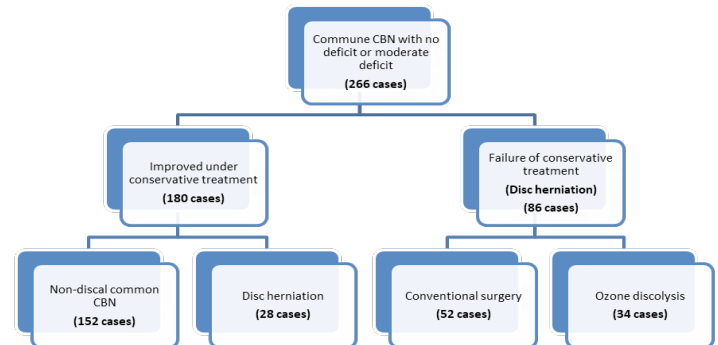 Commune CBN with no
deficit or moderate
deficit
(266 cases)
Improved under
conservative treatment
(180 cases)
Failure of conservative
treatment
(Disc herniation)
(86 cases)
Non-discal common
CBN
(152 cases)
Disc herniation
(28 cases)
Conventional surgery
(52 cases)
Ozone discolysis
(34 cases)